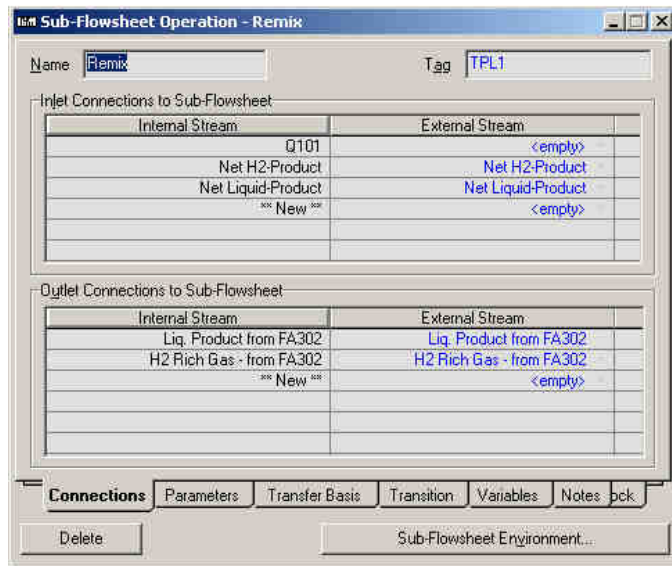 Sub-Flowsheet Operation - Remix
Name Remix Tag TPL1
Inlet Connections to Sub-Flowsheet
Internal Stream External Stream
Q101 <empty>
Net H2-Product Net H2-Product
Net Liquid-Product Net Liquid-Product
** New ** <empty>
Outlet Connections to Sub-Flowsheet
Internal Stream External Stream
Liq. Product from FA302 Liq. Product from FA302
H2 Rich Gas - from FA302 H2 Rich Gas - from FA302
** New ** <empty>
Connections Parameters Transfer Basis Transition Variables Notes ock
Delete Sub-Flowsheet Environment...